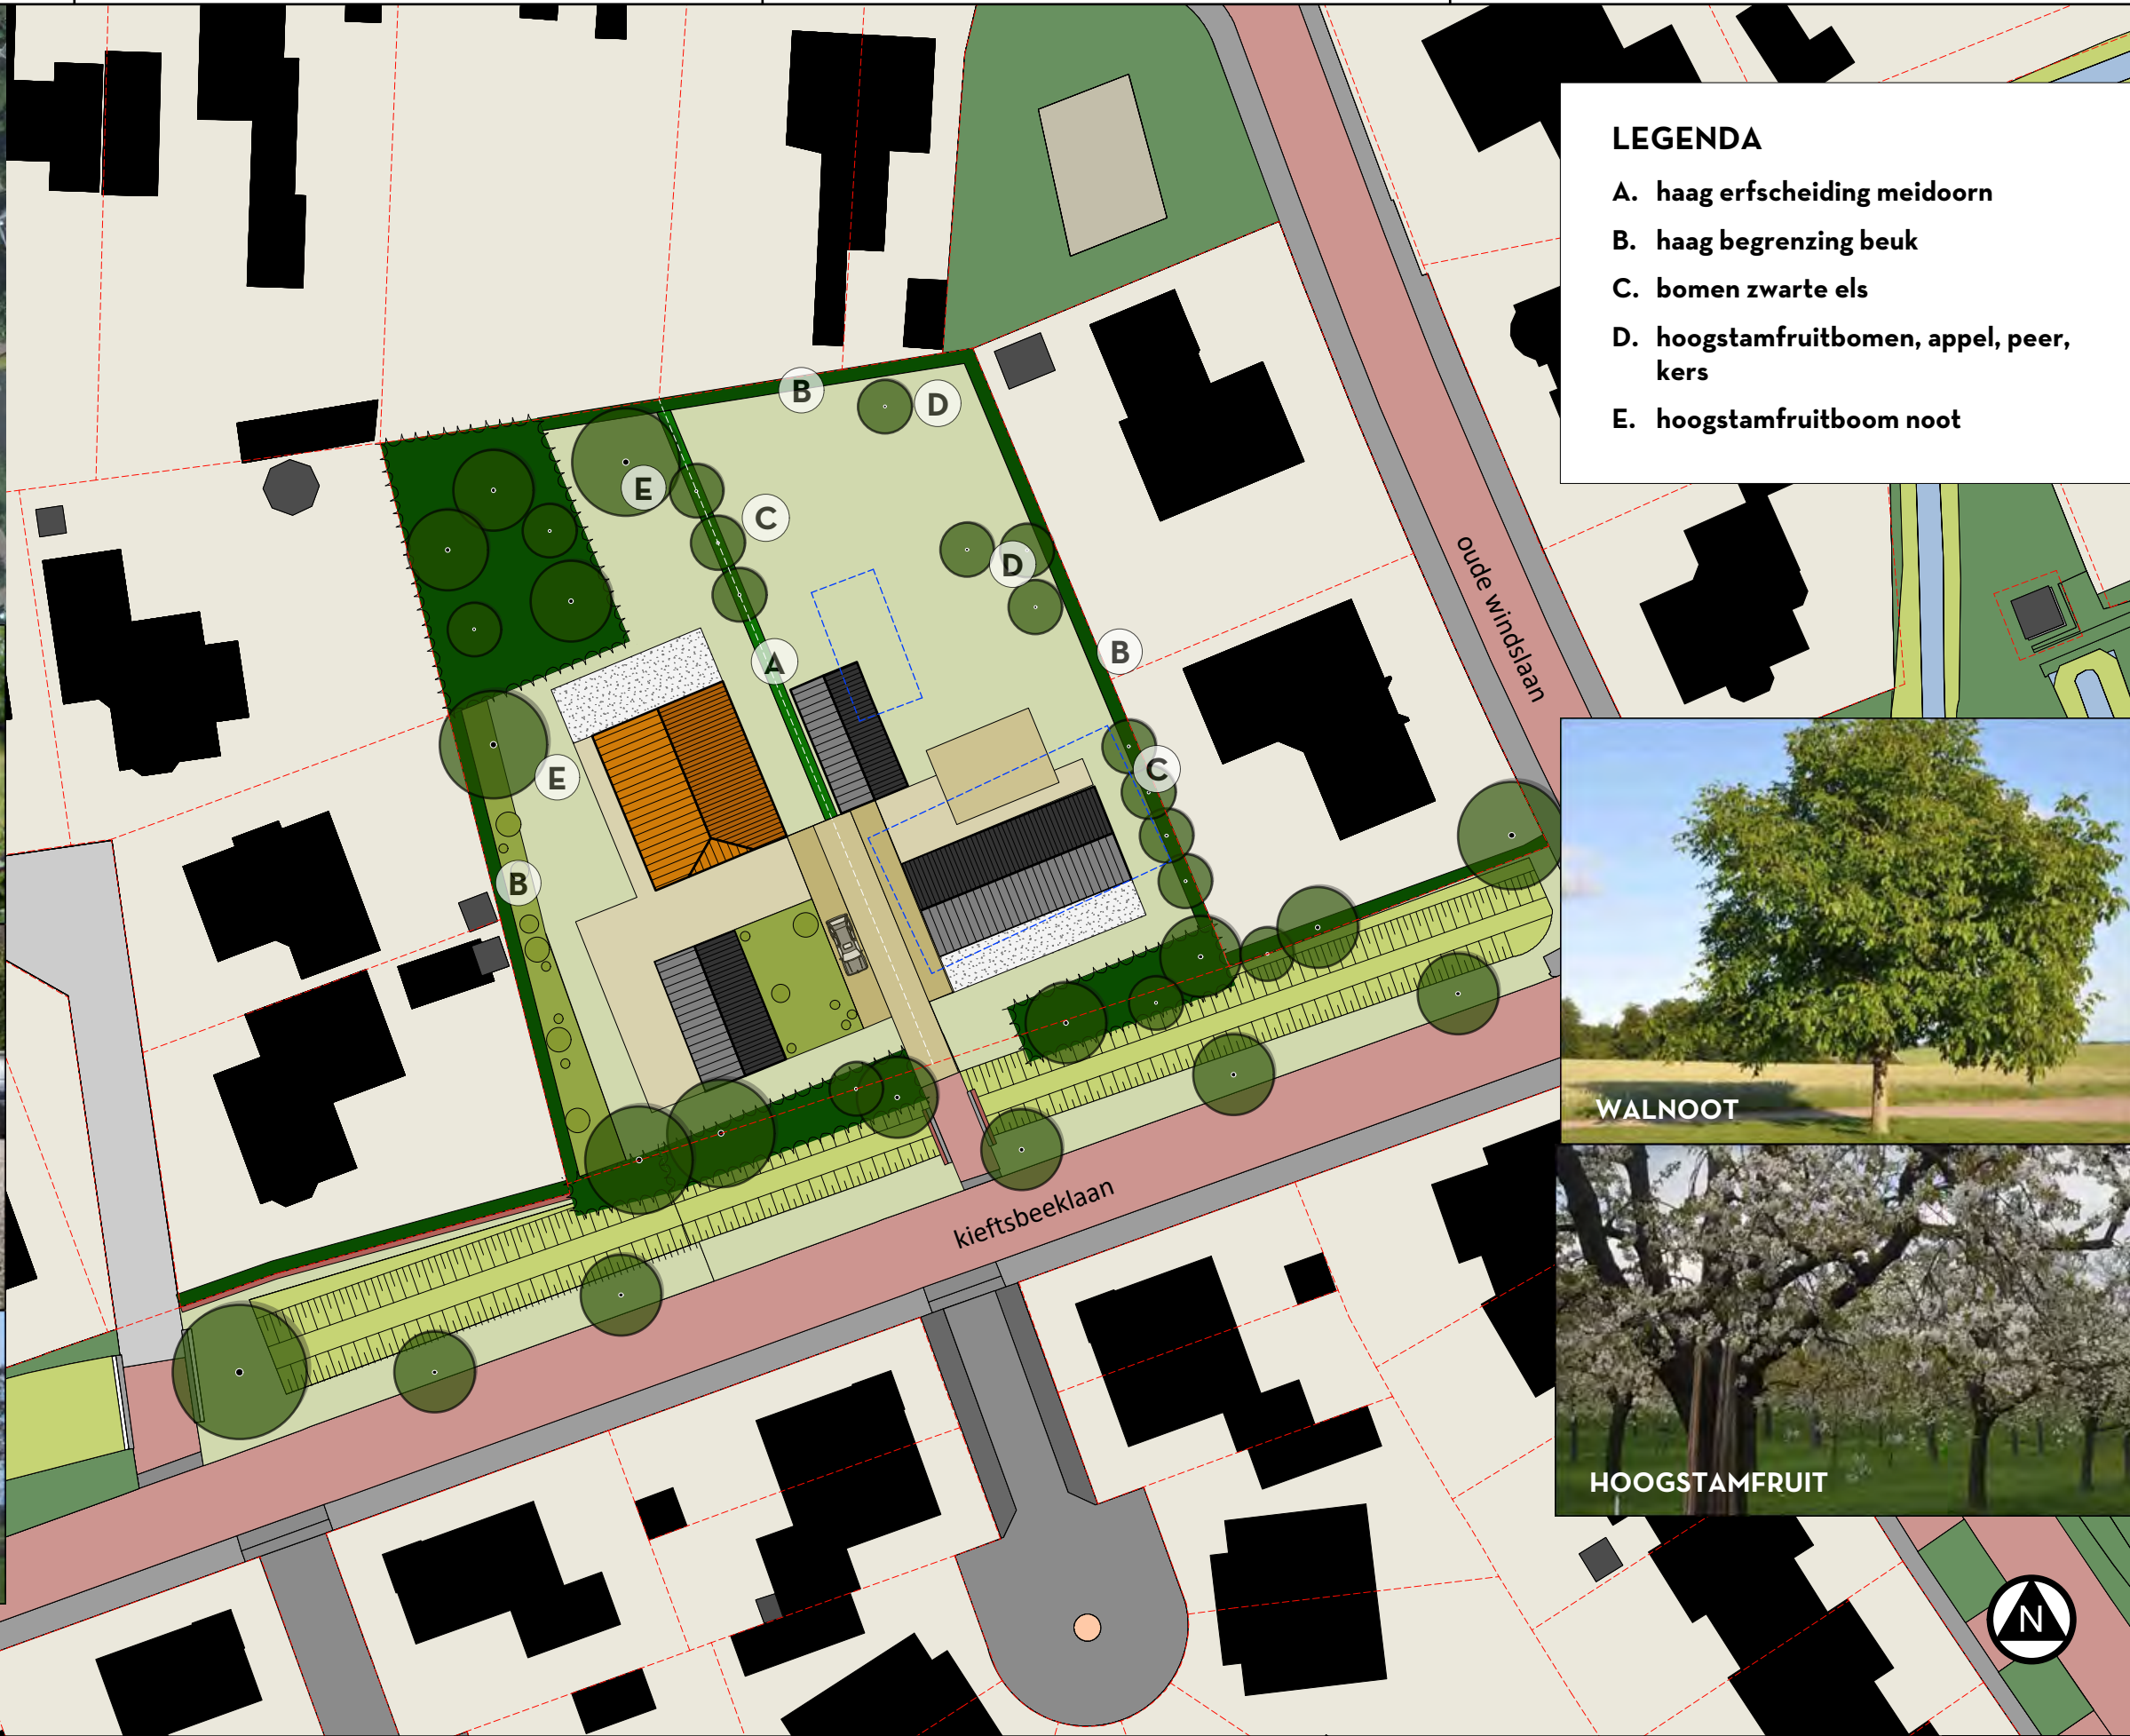 LEGENDA
A. haag erfscheiding meidoorn
B. haag begrenzing beuk
C. bomen zwarte els
D. hoogstamfruitbomen, appel, peer,
kers
E. hoogstamfruitboom noot
B
D
E
C
D
A
B
E
C
B
oude windslaan
kieftsbeeklaan
WALNOOT
HOOGSTAMFRUIT
N